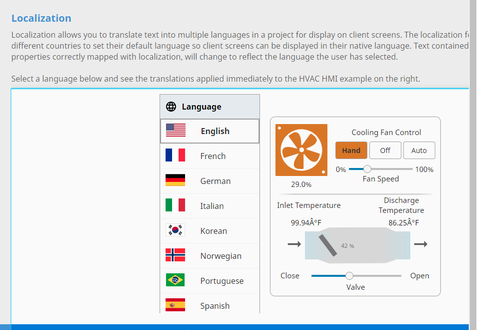 Localization
Localization allows you to translate text into multiple languages in a project for display on client screens. The localization
different countries to set their default language so client screens can be displayed in their native language. Text contained
properties correctly mapped with localization, will change to reflect the language the user has selected.
Select a language below and see the translations applied immediately to the HVAC HMI example on the right.
Language
English
French
German
Italian
Korean
Norwegian
Portuguese
Spanish
Cooling Fan Control
Hand Off Auto
0% 100%
Fan Speed
29.0%
Inlet Temperature
Discharge
Temperature
99.94Â°F
86.25Â°F
42 %
Close Open
Valve